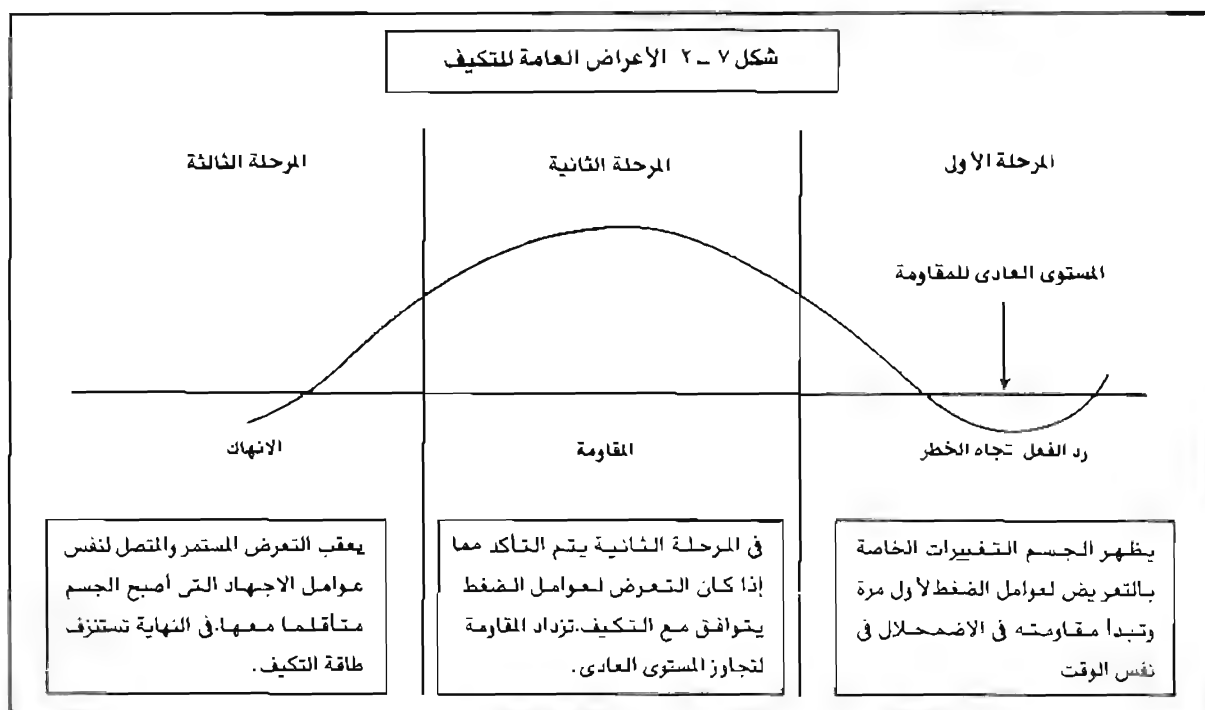 شكل ٧ – ٢ الأعراض العامة للتكيف
المرحلة الأولى
المرحلة الثانية
المرحلة الثالثة
المستوى العادى للمقاومة
رد الفعل تجاه الخطر
المقاومة
الانهاك
يظهر الجسم التغييرات الخاصة
بالتعريض لعوامل الضغط لأول مرة
وتبدأ مقاومته فى الاضمحلال فى
نفس الوقت
فى المرحلة الثانية يتم التأكد مما
إذا كان التعرض لعوامل الضغط
يتوافق مع التكيف.تزداد المقاومة
لتجاوز المستوى العادى.
يعقب التعرض المستمر والمتصل لنفس
عوامل الاجهاد التى أصبح الجسم
متأقلما معها.فى النهاية تستنزف
طاقة التكيف.